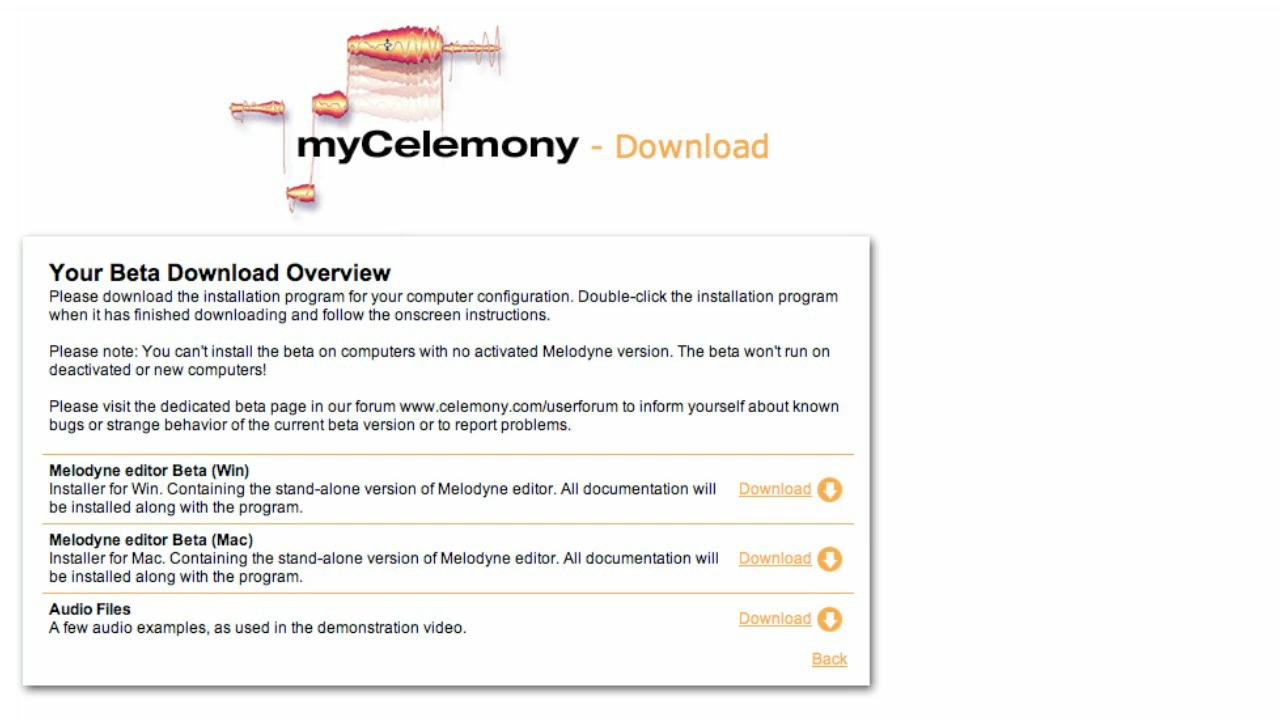 myCelemony - Download
Your Beta Download Overview
Please download the installation program for your computer configuration. Double-click the installation program
when it has finished downloading and follow the onscreen instructions.
Please note: You can't install the beta on computers with no activated Melodyne version. The beta won't run on
deactivated or new computers!
Please visit the dedicated beta page in our forum www.celemony.com/userforum to inform yourself about known
bugs or strange behavior of the current beta version or to report problems.
Melodyne editor Beta (Win)
Installer for Win. Containing the stand-alone version of Melodyne editor. All documentation will
be installed along with the program.
Download
Melodyne editor Beta (Mac)
Installer for Mac. Containing the stand-alone version of Melodyne editor. All documentation will
be installed along with the program.
Download
Audio Files
A few audio examples, as used in the demonstration video.
Download
Back